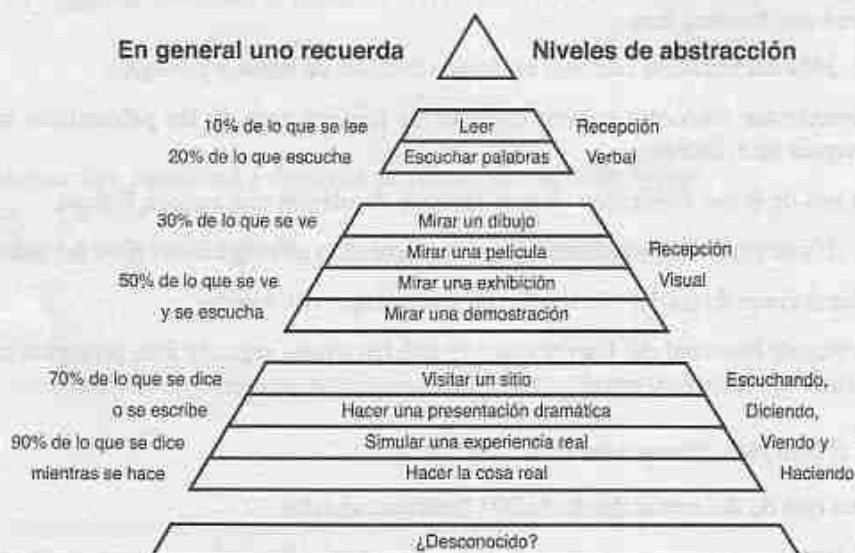 En general uno recuerda
Niveles de abstracción
10% de lo que se lee
Leer
Recepción
20% de lo que escucha
Escuchar palabras
Verbal
30% de lo que se ve
Mirar un dibujo
Mirar una película
Recepción
50% de lo que se ve
Mirar una exhibición
Visual
y se escucha
Mirar una demostración
70% de lo que se dice
Visitar un sitio
Escuchando,
o se escribe
Hacer una presentación dramática
Diciendo,
90% de lo que se dice
Simular una experiencia real
Viendo y
mientras se hace
Hacer la cosa real
Haciendo
¿Desconocido?